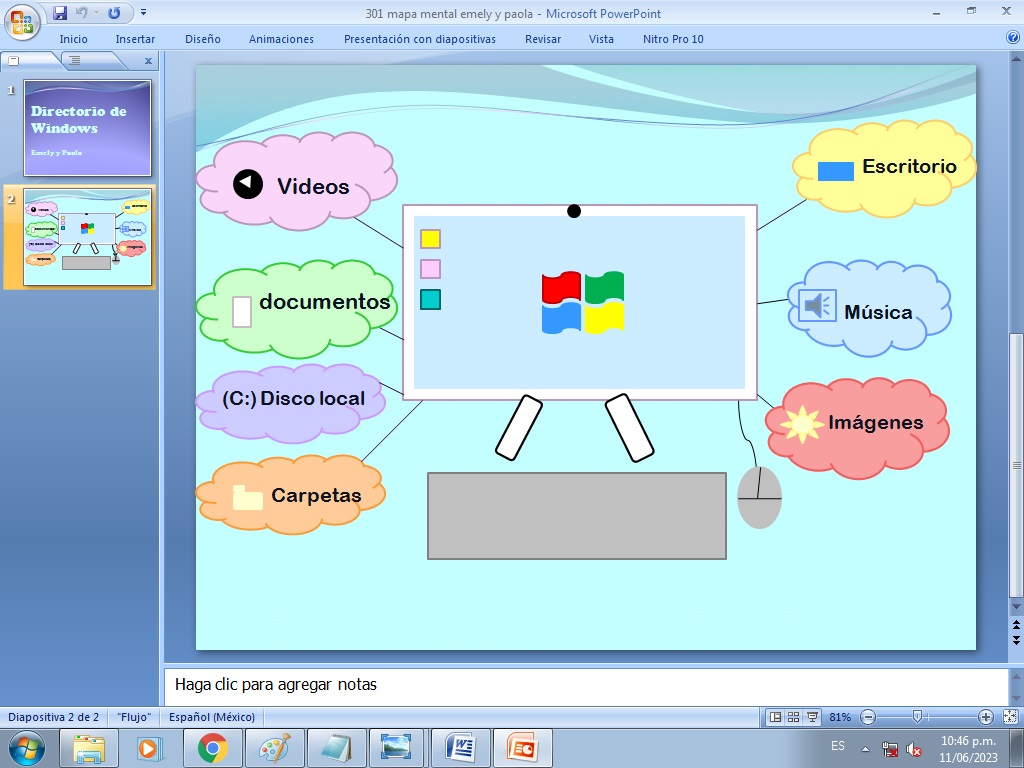 301 mapa mental emely y paola - Microsoft PowerPoint
Inicio Insertar Diseño Animaciones Presentación con diapositivas Revisar Vista Nitro Pro 10
1
Directorio de
Windows
Emely y Paola
2
Videos
Escritorio
documentos
Música
(C:) Disco local
Imágenes
Carpetas
Haga clic para agregar notas
Diapositiva 2 de 2 "Flujo" Español (México) 81%
ES
10:46 p.m.
11/06/2023